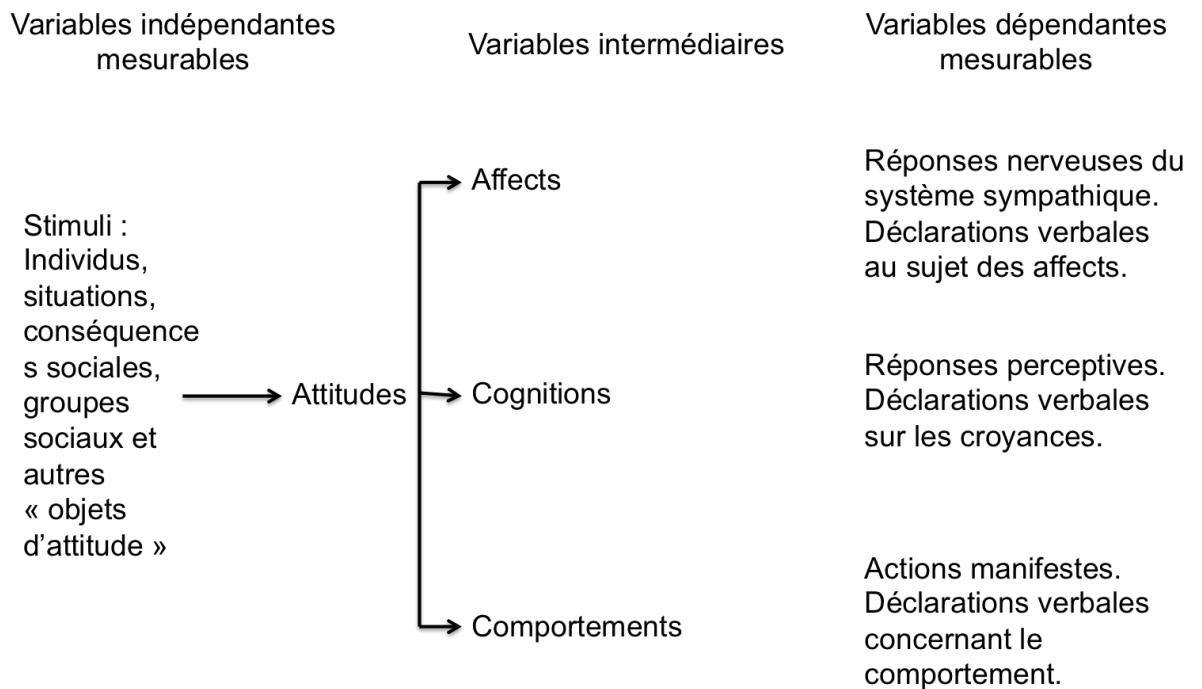 Variables indépendantes
mesurables
Variables intermédiaires
Variables dépendantes
mesurables
Stimuli :
Individus,
situations,
conséquence
s sociales,
groupes
sociaux et
autres
« objets
d’attitude »
Attitudes
Affects
Cognitions
Comportements
Réponses nerveuses du
système sympathique.
Déclarations verbales
au sujet des affects.
Réponses perceptives.
Déclarations verbales
sur les croyances.
Actions manifestes.
Déclarations verbales
concernant le
comportement.